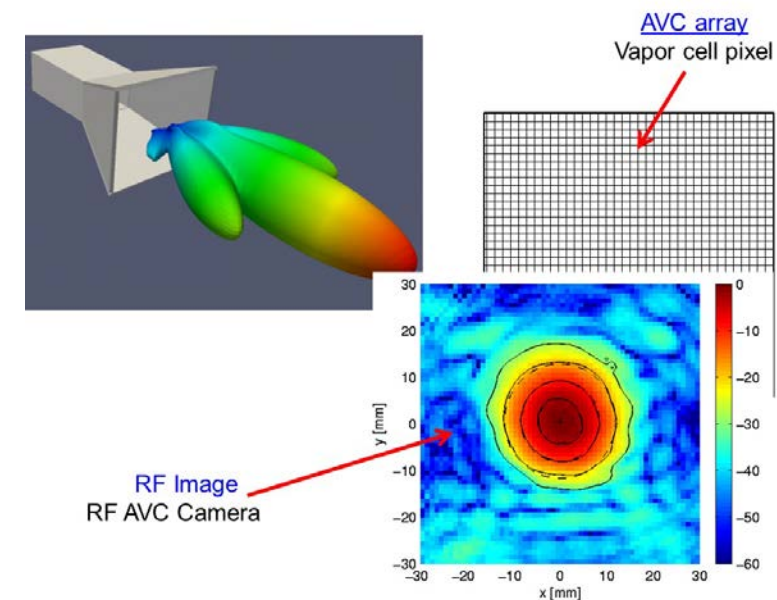 AVC array
Vapor cell pixel
RF Image
RF AVC Camera
30
20
10
0
−10
−20
−30
y [mm]
−30 −20 −10 0 10 20 30
x [mm]
0
−10
−20
−30
−40
−50
−60